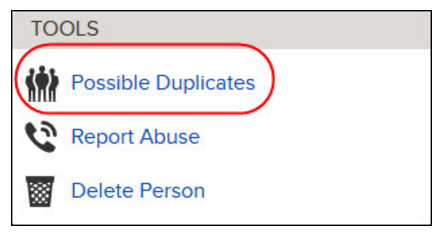 TOOLS
Possible Duplicates
Report Abuse
Delete Person